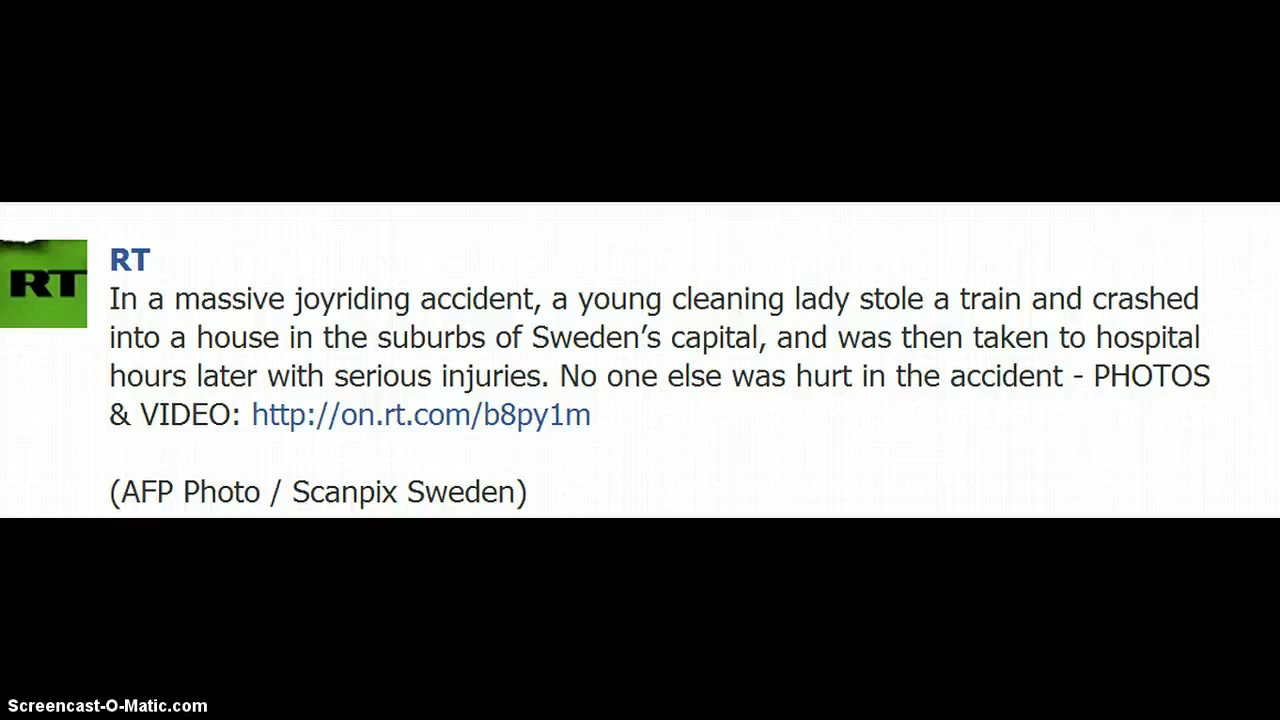 RT
RT
In a massive joyriding accident, a young cleaning lady stole a train and crashed
into a house in the suburbs of Sweden’s capital, and was then taken to hospital
hours later with serious injuries. No one else was hurt in the accident - PHOTOS
& VIDEO: http://on.rt.com/b8py1m
(AFP Photo / Scanpix Sweden)
Screencast-O-Matic.com